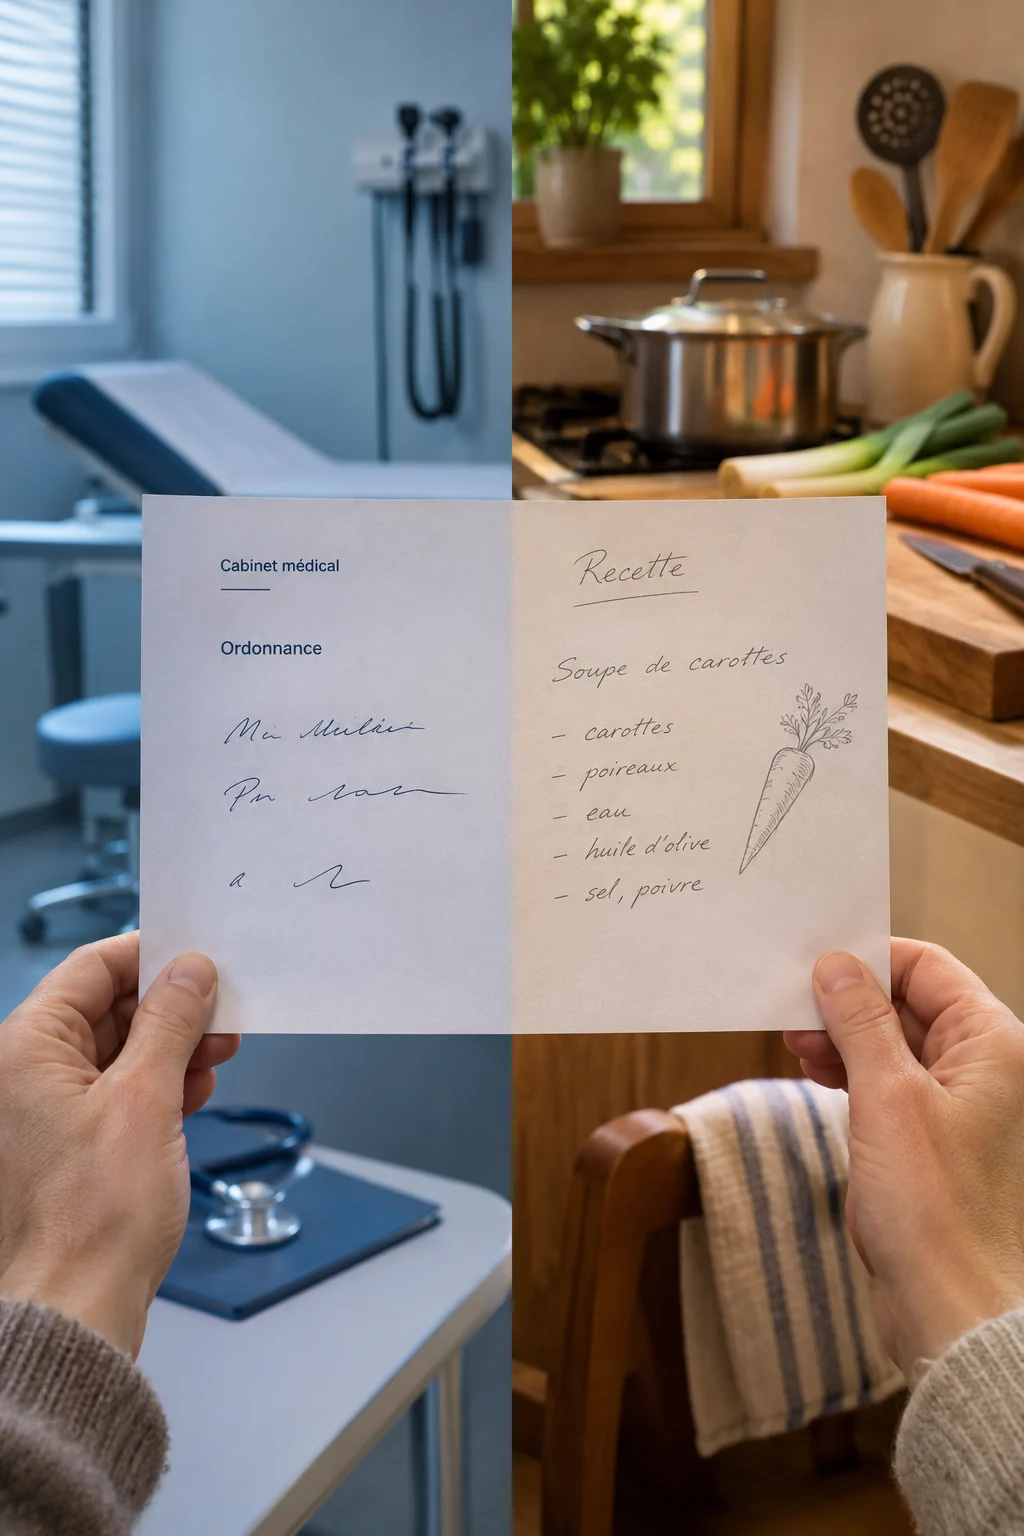 Cabinet médical
Ordonnance
Recette
Soupe de carottes
- carottes
- poireaux
- eau
- huile d'olive
- sel, poivre